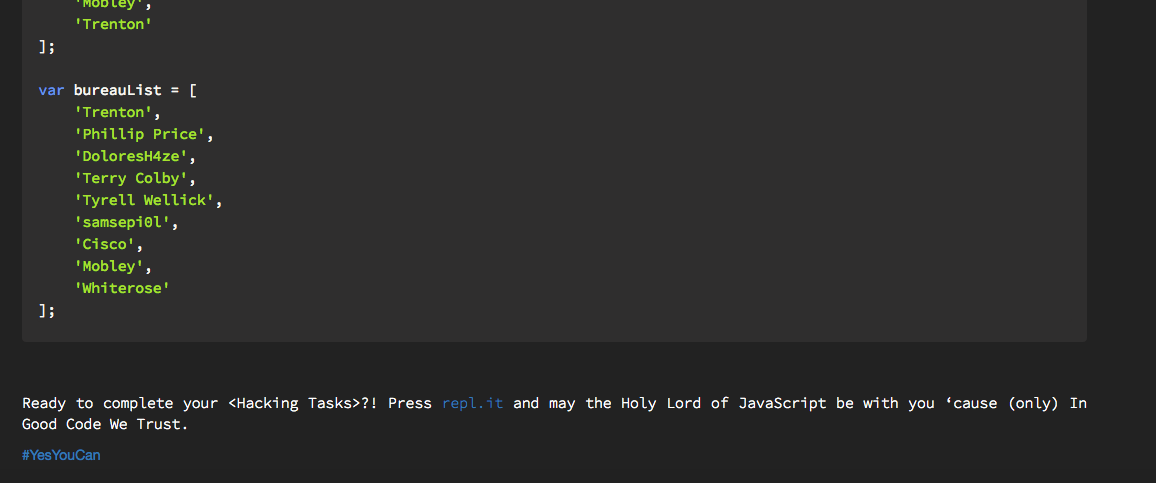 'Mobley',
'Trenton'
];
var bureauList = [
'Trenton',
'Phillip Price',
'DoloresH4ze',
'Terry Colby',
'Tyrell Wellick',
'samsepi0l',
'Cisco',
'Mobley',
'Whiterose'
];
Ready to complete your <Hacking Tasks>?! Press repl.it and may the Holy Lord of JavaScript be with you ‘cause (only) In
Good Code We Trust.
#YesYouCan